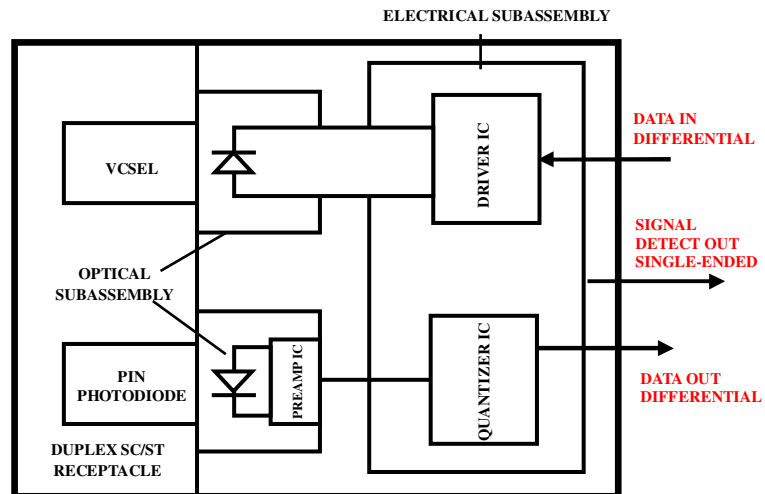 ELECTRICAL SUBASSEMBLY
DATA IN
DIFFERENTIAL
VCSEL
DRIVER IC
SIGNAL
DETECT OUT
SINGLE-ENDED
OPTICAL
SUBASSEMBLY
PIN
PHOTODIODE
PREAMP IC
QUANTIZER IC
DATA OUT
DIFFERENTIAL
DUPLEX SC/ST
RECEPTACLE